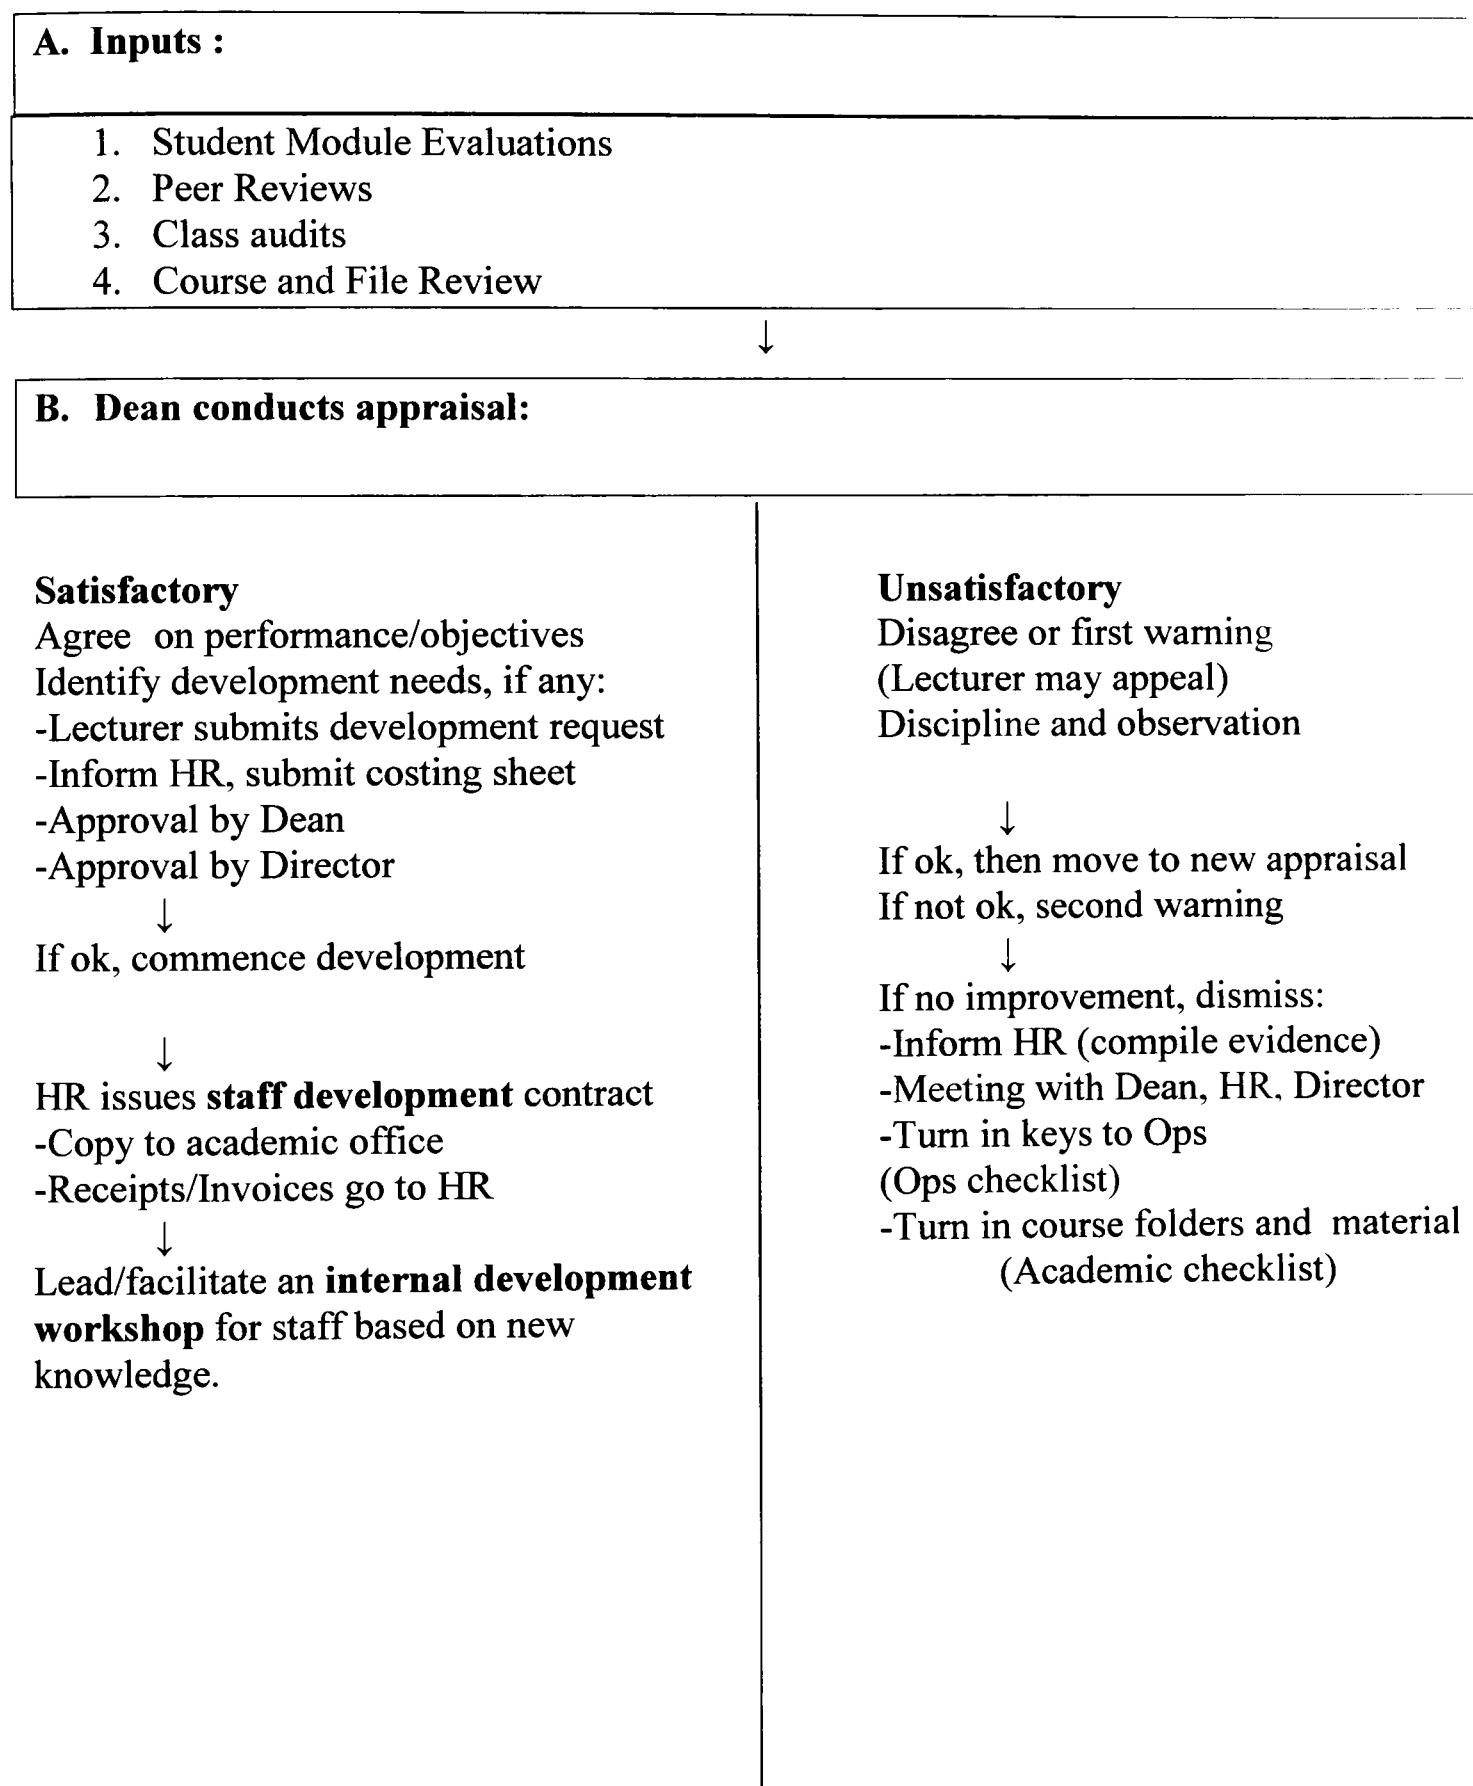 A. Inputs :
1. Student Module Evaluations
2. Peer Reviews
3. Class audits
4. Course and File Review
↓
B. Dean conducts appraisal:
Satisfactory
Agree on performance/objectives
Identify development needs, if any:
-Lecturer submits development request
-Inform HR, submit costing sheet
-Approval by Dean
-Approval by Director
↓
If ok, commence development
↓
HR issues staff development contract
-Copy to academic office
-Receipts/Invoices go to HR
↓
Lead/facilitate an internal development
workshop for staff based on new
knowledge.
Unsatisfactory
Disagree or first warning
(Lecturer may appeal)
Discipline and observation
↓
If ok, then move to new appraisal
If not ok, second warning
↓
If no improvement, dismiss:
-Inform HR (compile evidence)
-Meeting with Dean, HR, Director
-Turn in keys to Ops
(Ops checklist)
-Turn in course folders and material
(Academic checklist)